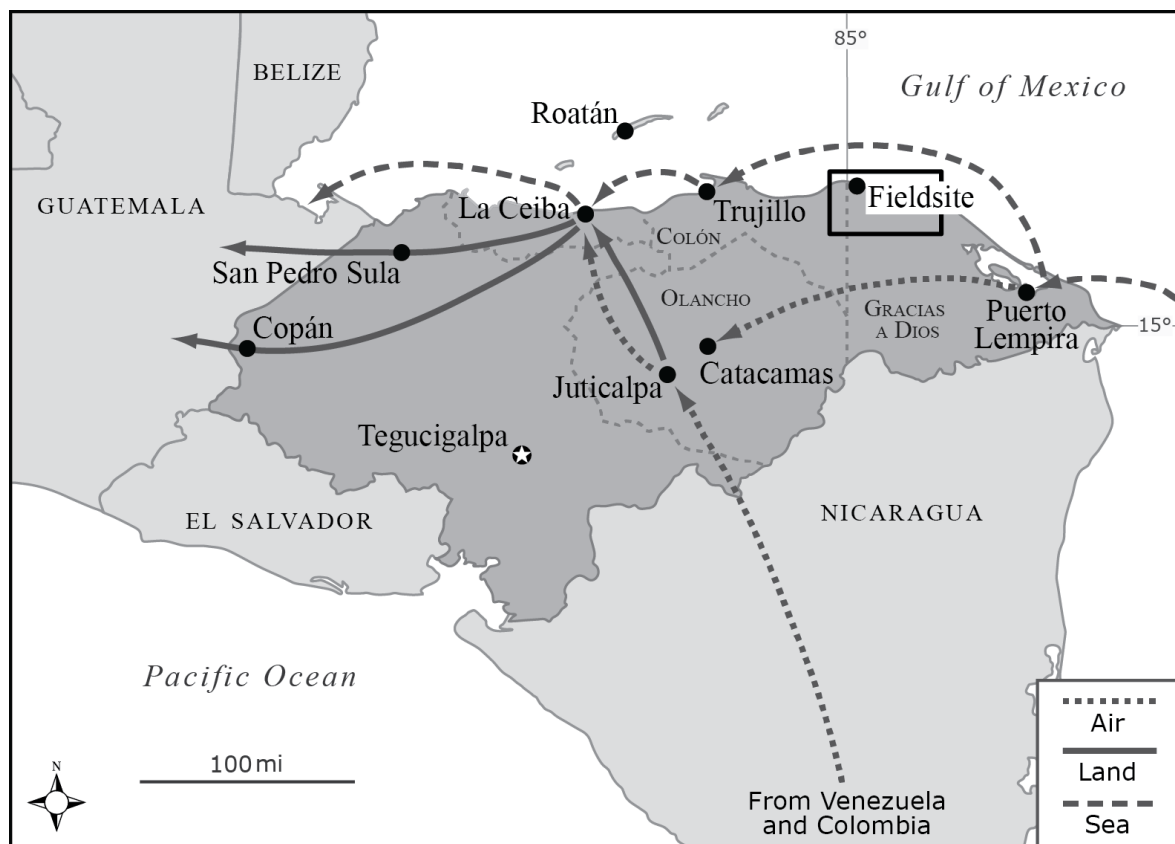 85°
BELIZE
Gulf of Mexico
Roatán
GUATEMALA
La Ceiba
Trujillo
Fieldsite
COLÓN
San Pedro Sula
OLANCHO
GRACIAS
A DIOS
Puerto
Lempira
15°
Copán
Juticalpa
Catacamas
Tegucigalpa
EL SALVADOR
NICARAGUA
Pacific Ocean
100 mi
N
From Venezuela
and Colombia
Air
Land
Sea